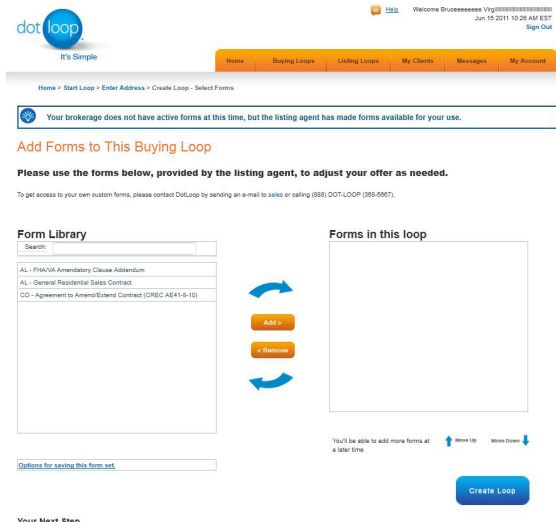 dot loop
It's Simple
Help Welcome Bruceeeeeeee
Jun 15 2011 10:26 AM EST
Sign Out
Home Buying Loops Listing Loops My Clients Messages My Account
Home > Start Loop > Enter Address > Create Loop - Select Forms
Your brokerage does not have active forms at this time, but the listing agent has made forms available for your use.
Add Forms to This Buying Loop
Please use the forms below, provided by the listing agent, to adjust your offer as needed.
To get access to your own custom forms, please contact DotLoop by sending an e-mail to sales or calling (888) DOT-LOOP (368-5667).
Form Library
Search:
AL - FHA/VA Amendatory Clause Addendum
AL - General Residential Sales Contract
CO - Agreement to Amend/Extend Contract (CREC AE41-8-10)
Add >
< Remove
Forms in this loop
You'll be able to add more forms at
a later time
Move Up Move Down
Options for saving this form set.
Create Loop
Your Next Step